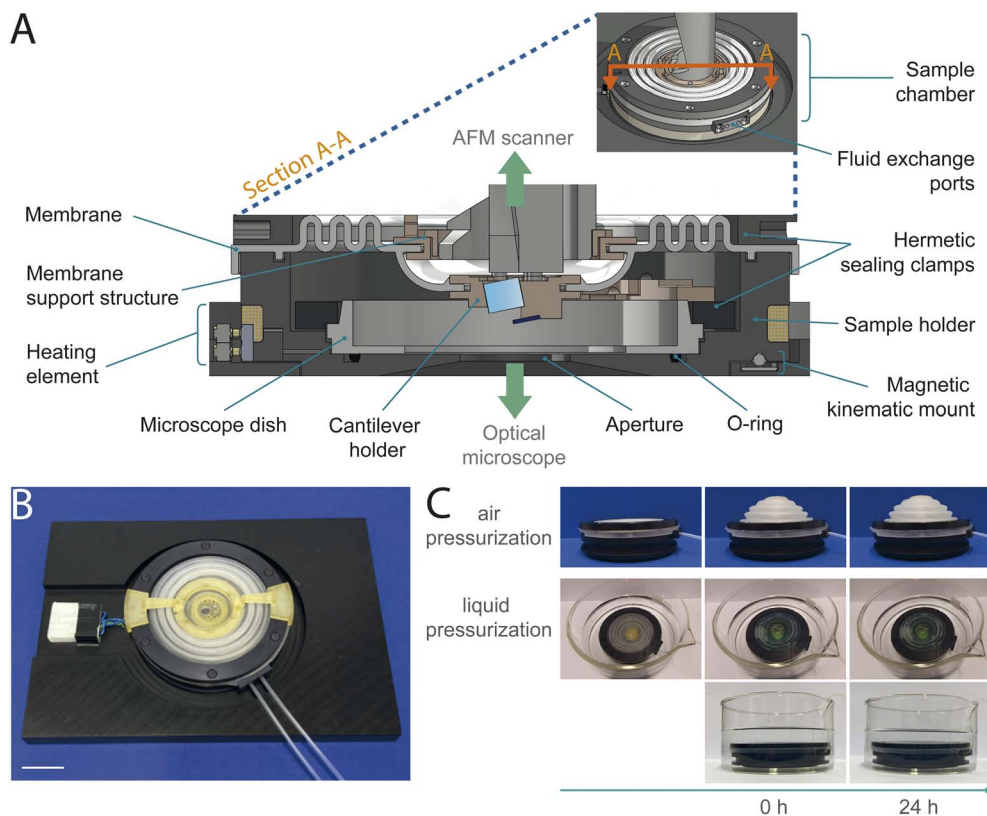 A
A
A
Sample
chamber
AFM scanner
Fluid exchange
ports
Section A-A
Membrane
Hermetic
sealing clamps
Membrane
support structure
Sample holder
Heating
element
Magnetic
kinematic mount
Microscope dish
Cantilever
holder
Optical
microscope
Aperture
O-ring
B
C
air
pressurization
liquid
pressurization
0 h
24 h